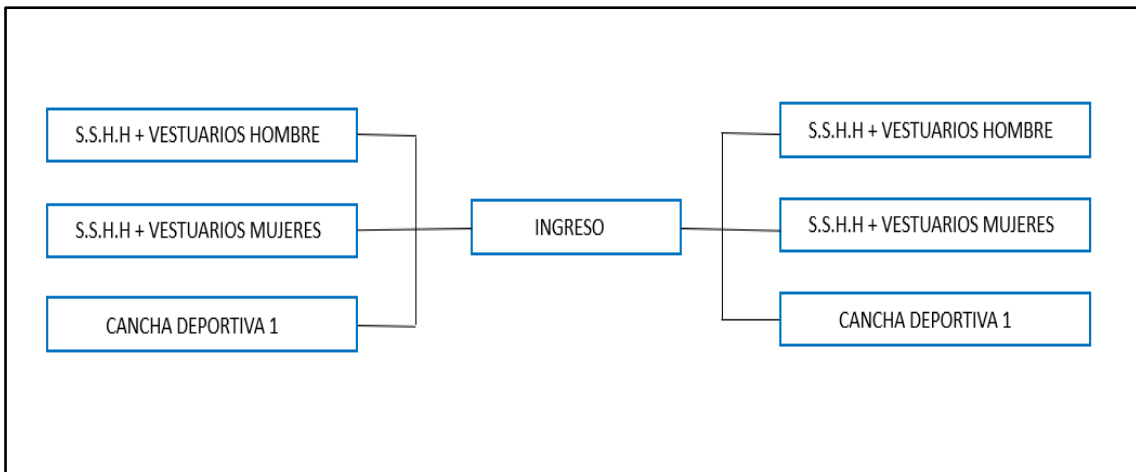 S.S.H.H + VESTUARIOS HOMBRE
S.S.H.H + VESTUARIOS MUJERES
CANCHA DEPORTIVA 1
INGRESO
S.S.H.H + VESTUARIOS HOMBRE
S.S.H.H + VESTUARIOS MUJERES
CANCHA DEPORTIVA 1